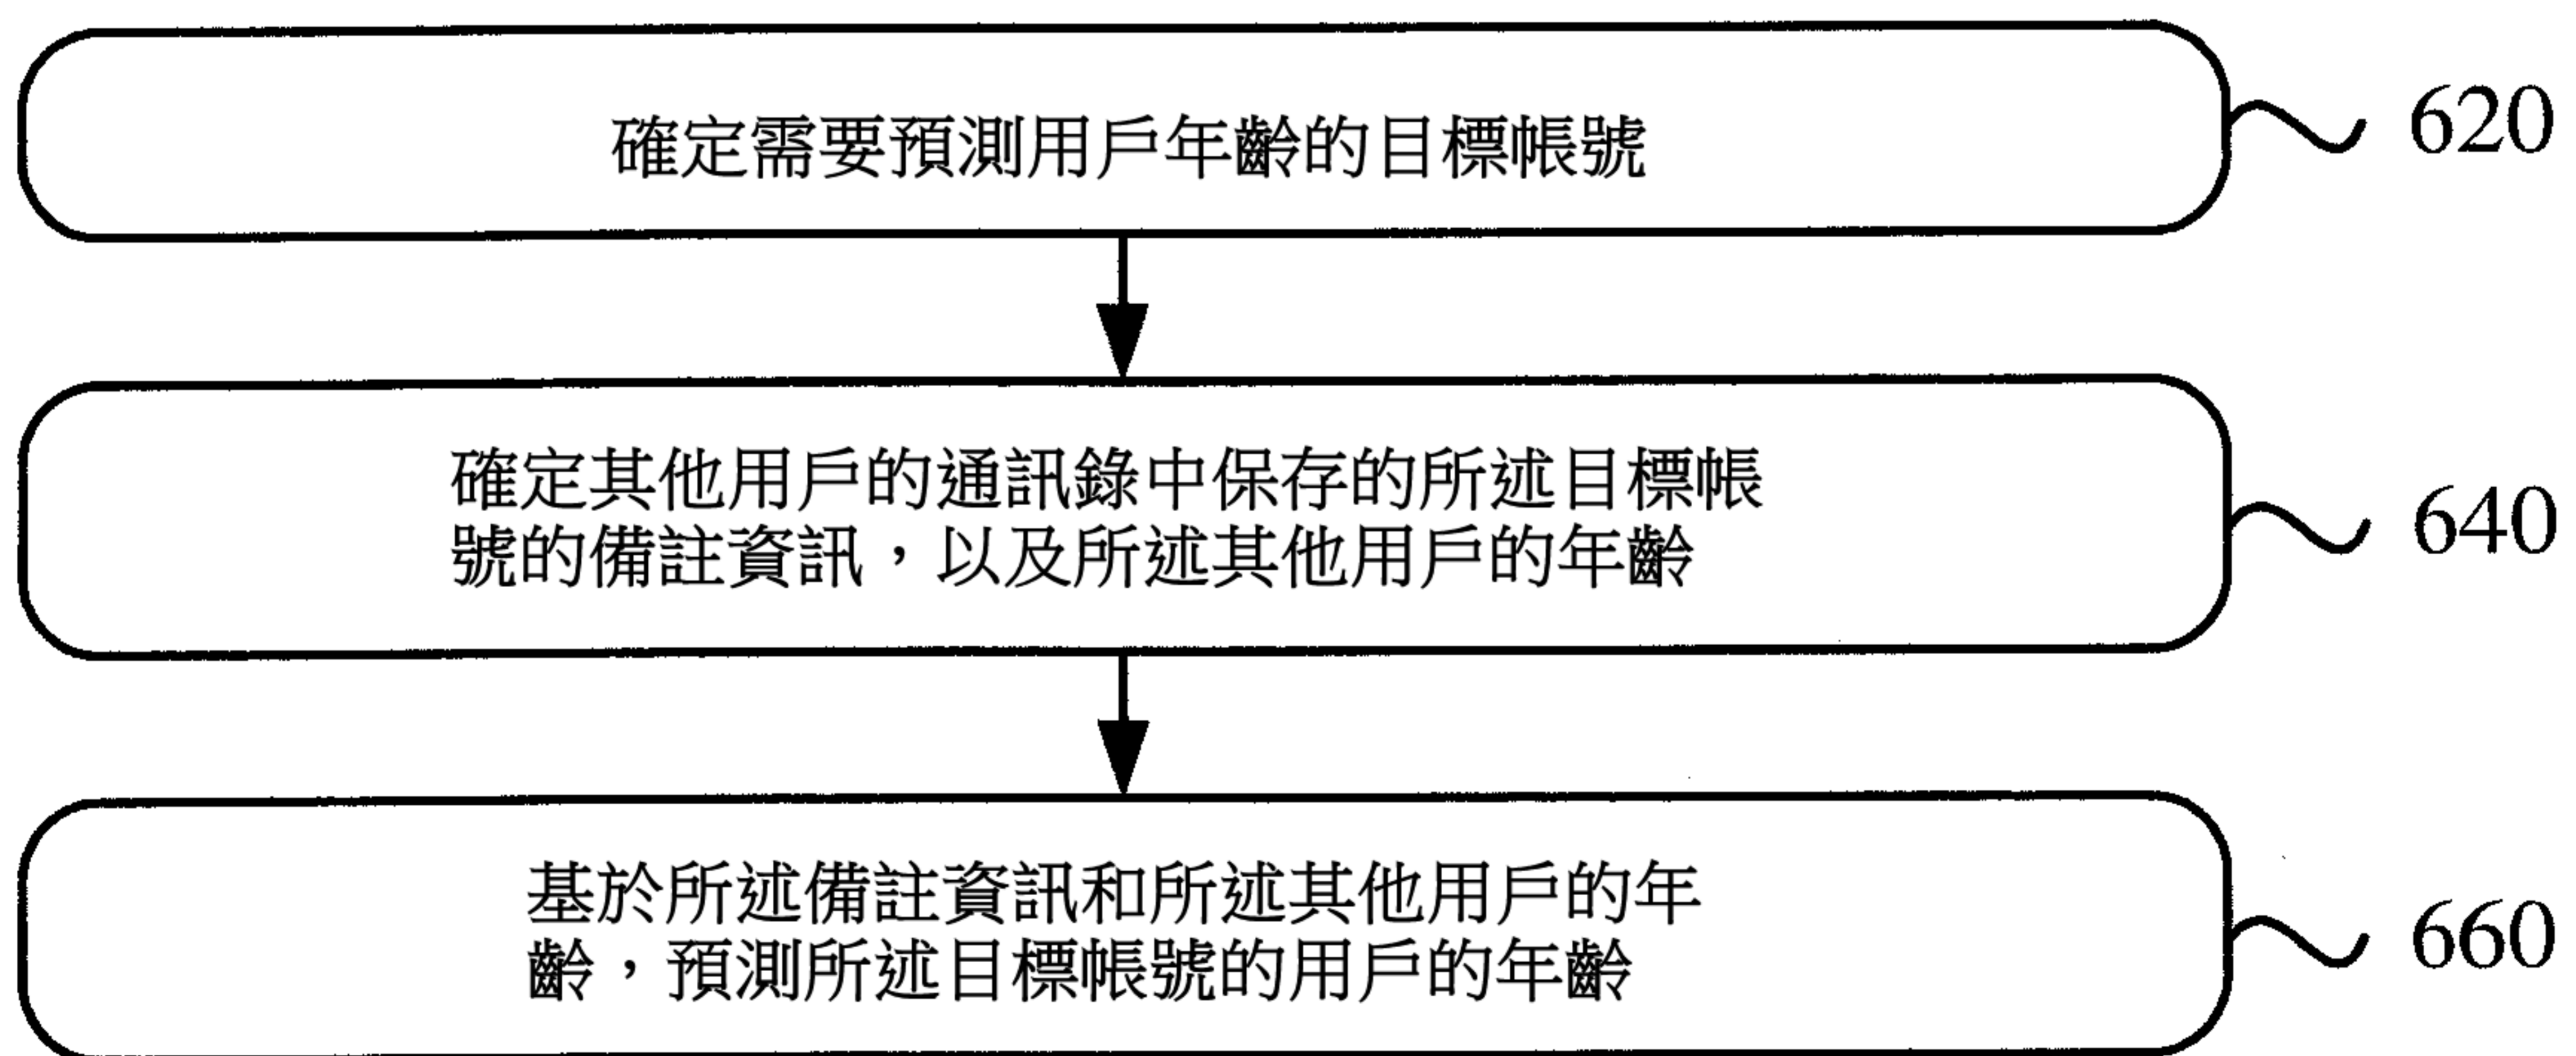 確定需要預測用戶年齡的目標帳號
620
確定其他用戶的通訊錄中保存的所述目標帳
號的備註資訊，以及所述其他用戶的年齡
640
基於所述備註資訊和所述其他用戶的年
齡，預測所述目標帳號的用戶的年齡
660